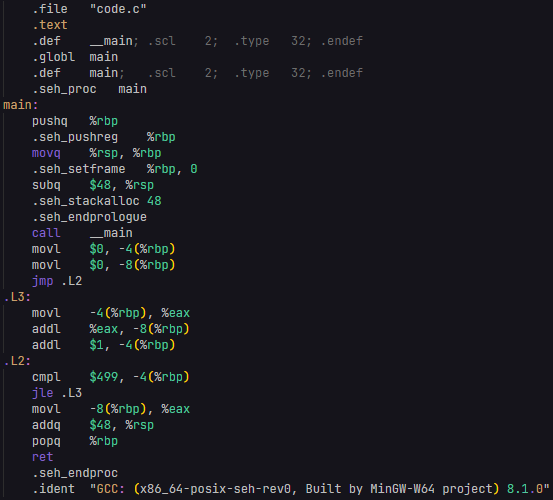 .file "code.c"
.text
.def __main; .scl 2; .type 32; .endef
.globl main
.def main; .scl 2; .type 32; .endef
.seh_proc main
main:
pushq %rbp
.seh_pushreg %rbp
movq %rsp, %rbp
.seh_setframe %rbp, 0
subq $48, %rsp
.seh_stackalloc 48
.seh_endprologue
call __main
movl $0, -4(%rbp)
movl $0, -8(%rbp)
jmp .L2
.L3:
movl -4(%rbp), %eax
addl %eax, -8(%rbp)
addl $1, -4(%rbp)
.L2:
cmpl $499, -4(%rbp)
jle .L3
movl -8(%rbp), %eax
addq $48, %rsp
popq %rbp
ret
.seh_endproc
.ident "GCC: (x86_64-posix-seh-rev0, Built by MinGW-W64 project) 8.1.0"